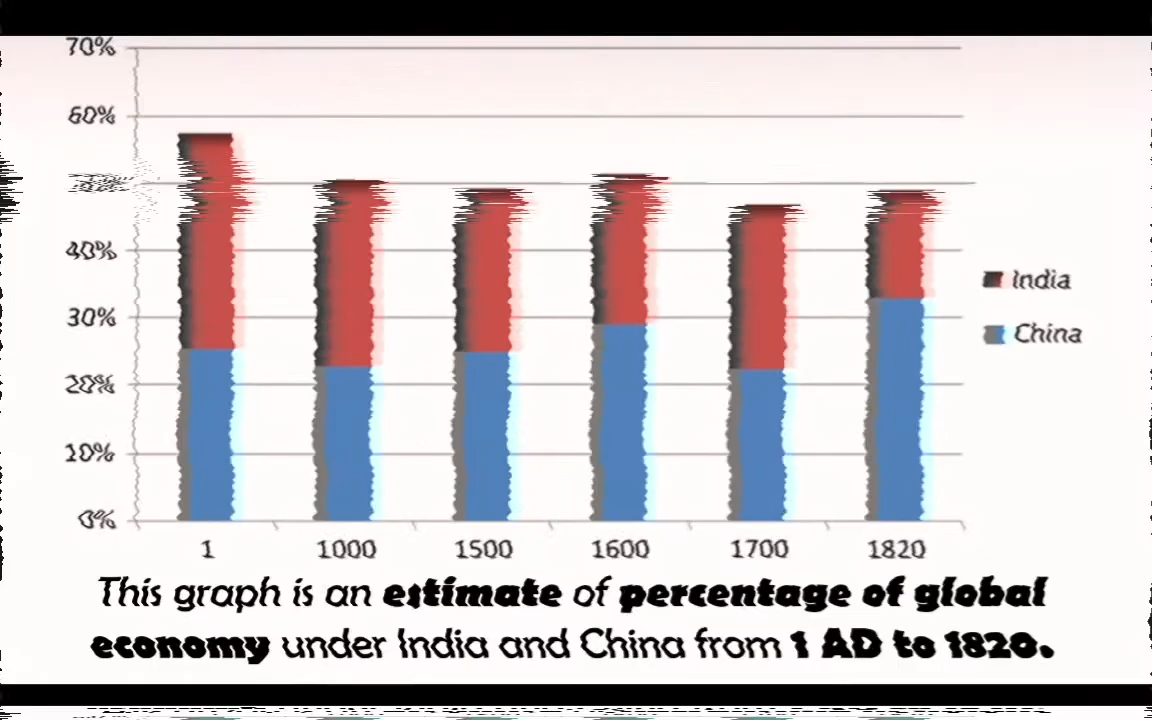 70%
60%
40%
30%
20%
10%
0%
India
China
1 1000 1500 1600 1700 1820
This graph is an estimate of percentage of global
economy under India and China from 1 AD to 1820.